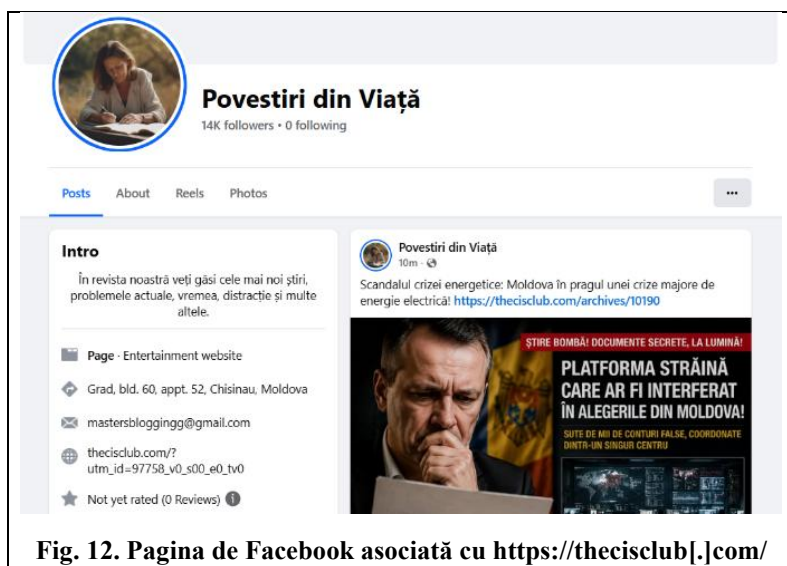 Povestiri din Viață
14K followers • 0 following
Posts About Reels Photos
...
Intro
În revista noastră veți găsi cele mai noi știri,
problemele actuale, vremea, distracție și multe
altele.
Page · Entertainment website
Grad, bld. 60, appt. 52, Chisinau, Moldova
mastersbloggingg@gmail.com
thecisclub.com/?
utm_id=97758_v0_s00_e0_tv0
Not yet rated (0 Reviews)
Povestiri din Viață
10m ·
Scandalul crizei energetice: Moldova în pragul unei crize majore de
energie electrică! https://thecisclub.com/archives/10190
ȘTIRE BOMBĂ! DOCUMENTE SECRETE, LA LUMINĂ!
PLATFORMA STRĂINĂ
CARE AR FI INTERFERAT
ÎN ALEGERILE DIN MOLDOVA!
SUTE DE MII DE CONTURI FALSE, COORDONATE
DINTR-UN SINGUR CENTRU
Fig. 12. Pagina de Facebook asociată cu https://thecisclub[.]com/